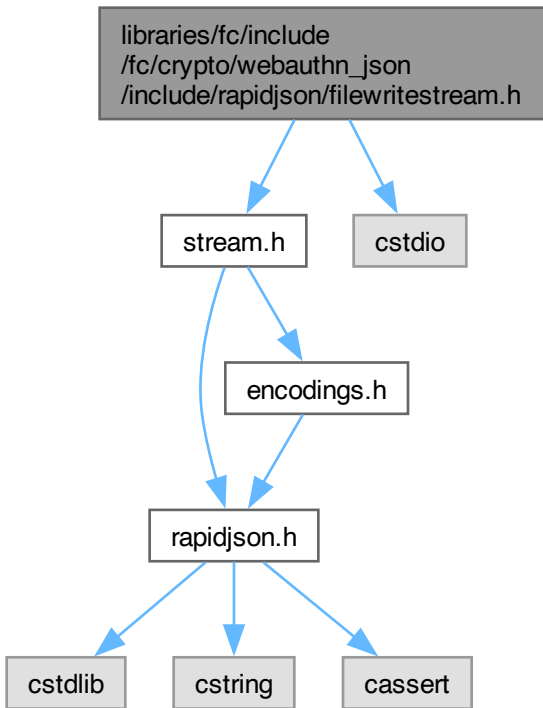 libraries/fc/include
/fc/crypto/webauthn_json
/include/rapidjson/filewritestream.h
stream.h
cstdio
encodings.h
rapidjson.h
cstdlib
cstring
cassert